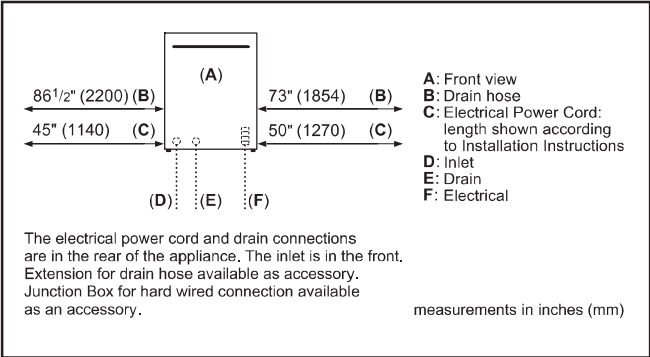 (A)
86 1/2" (2200) (B)
73" (1854) (B)
45" (1140) (C)
50" (1270) (C)
(D) (E) (F)
A: Front view
B: Drain hose
C: Electrical Power Cord:
length shown according
to Installation Instructions
D: Inlet
E: Drain
F: Electrical
The electrical power cord and drain connections
are in the rear of the appliance. The inlet is in the front.
Extension for drain hose available as accessory.
Junction Box for hard wired connection available
as an accessory.
measurements in inches (mm)